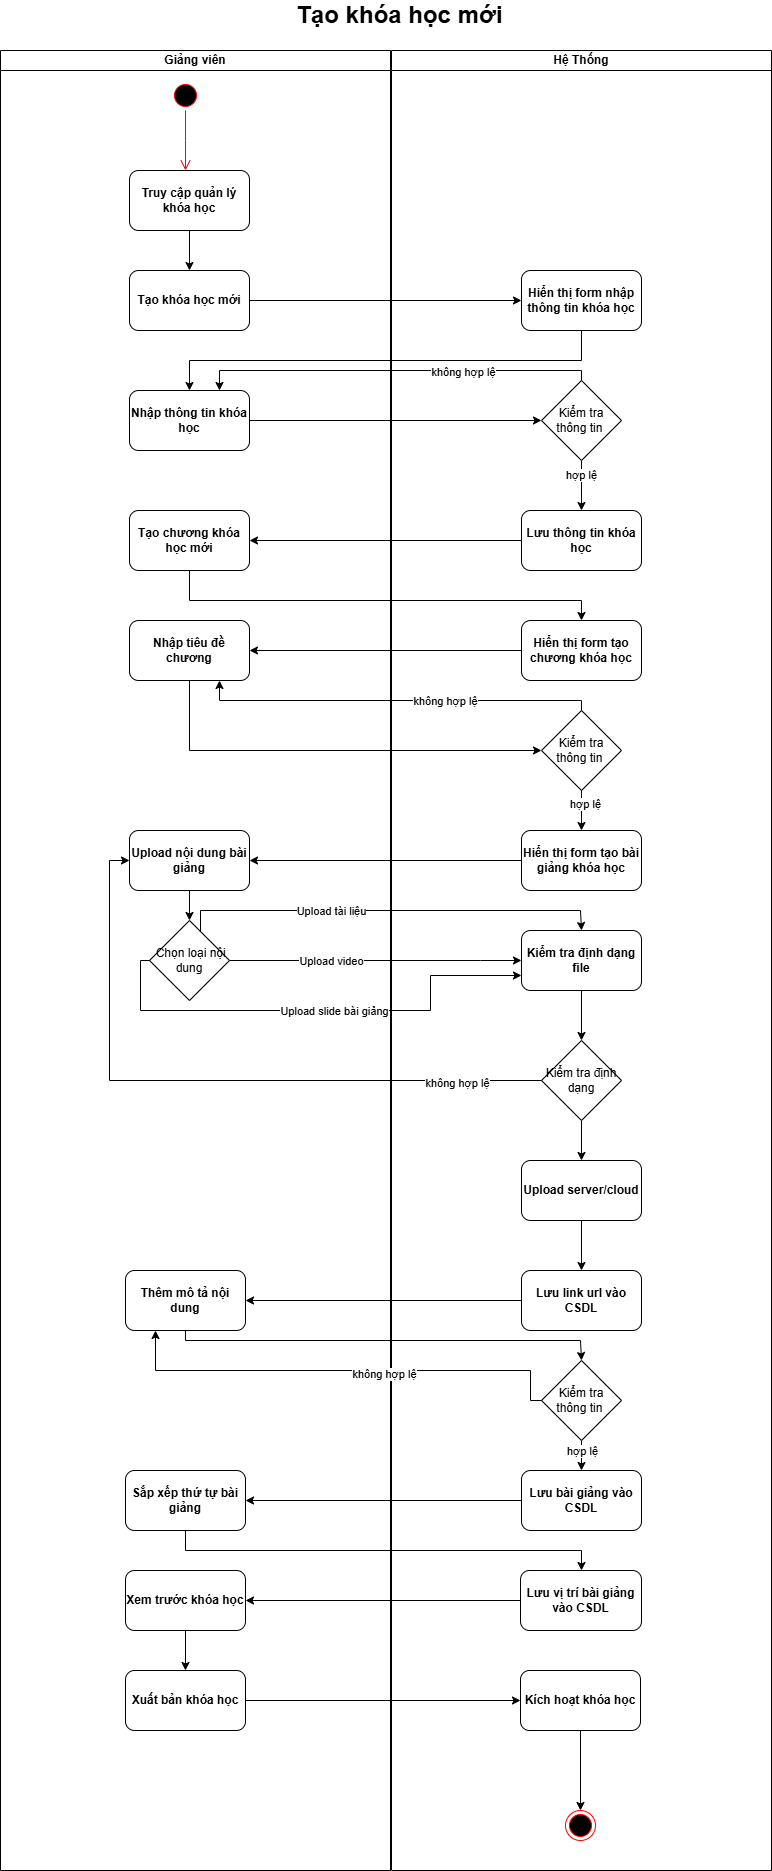 Tạo khóa học mới
Giảng viên
Hệ Thống
Truy cập quản lý
khóa học
Tạo khóa học mới
Hiển thị form nhập
thông tin khóa học
không hợp lệ
Nhập thông tin khóa
học
Kiểm tra
thông tin
hợp lệ
Tạo chương khóa
học mới
Lưu thông tin khóa
học
Nhập tiêu đề
chương
Hiển thị form tạo
chương khóa học
không hợp lệ
Kiểm tra
thông tin
hợp lệ
Upload nội dung bài
giảng
Hiển thị form tạo bài
giảng khóa học
Upload tài liệu
Chọn loại nội
dung
Upload video
Kiểm tra định dạng
file
Upload slide bài giảng
Kiểm tra định
dạng
không hợp lệ
Upload server/cloud
Thêm mô tả nội
dung
Lưu link url vào
CSDL
không hợp lệ
Kiểm tra
thông tin
hợp lệ
Sắp xếp thứ tự bài
giảng
Lưu bài giảng vào
CSDL
Xem trước khóa học
Lưu vị trí bài giảng
vào CSDL
Xuất bản khóa học
Kích hoạt khóa học